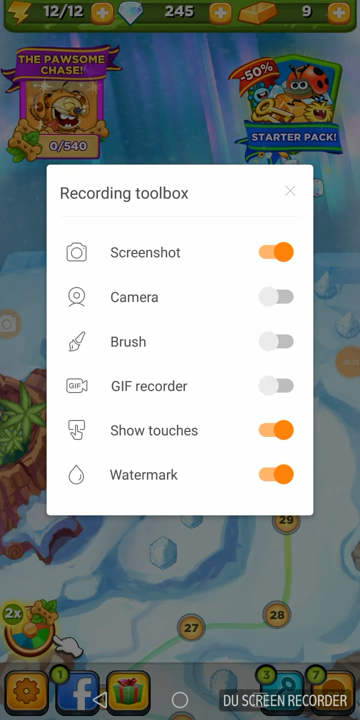 12/12
245
9
THE PAWSOME
CHASE!
-50%
0/540
STARTER PACK!
Recording toolbox
Screenshot
Camera
Brush
GIF
GIF recorder
Show touches
Watermark
29
2x
28
27
1
3
7
DU SCREEN RECORDER